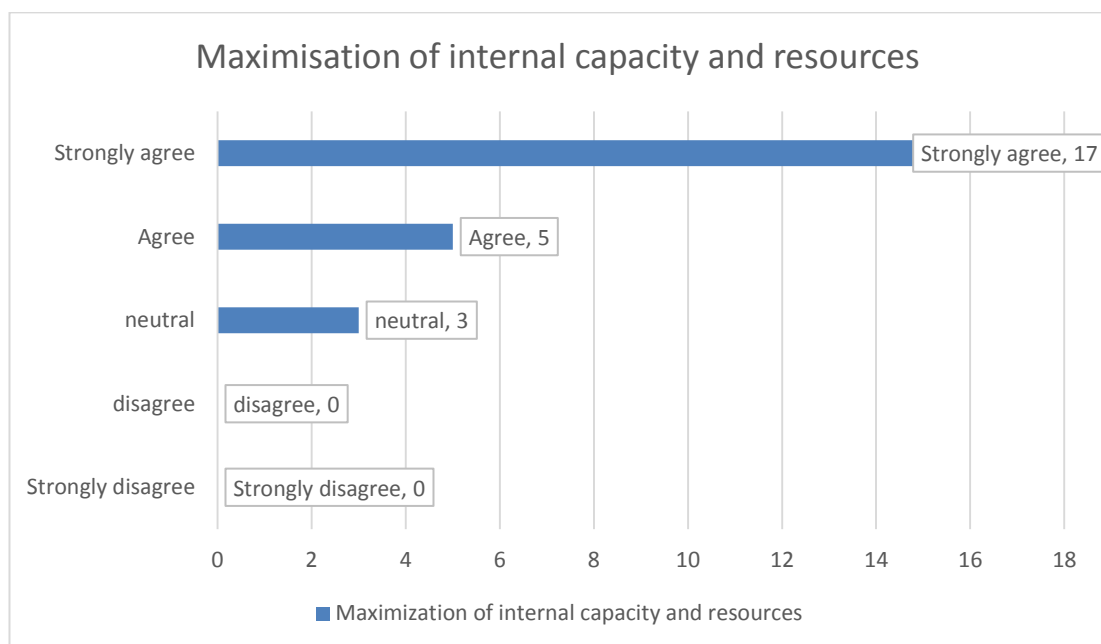 Maximisation of internal capacity and resources
Strongly agree
Strongly agree, 17
Agree
Agree, 5
neutral
neutral, 3
disagree
disagree, 0
Strongly disagree
Strongly disagree, 0
0 2 4 6 8 10 12 14 16 18
Maximization of internal capacity and resources